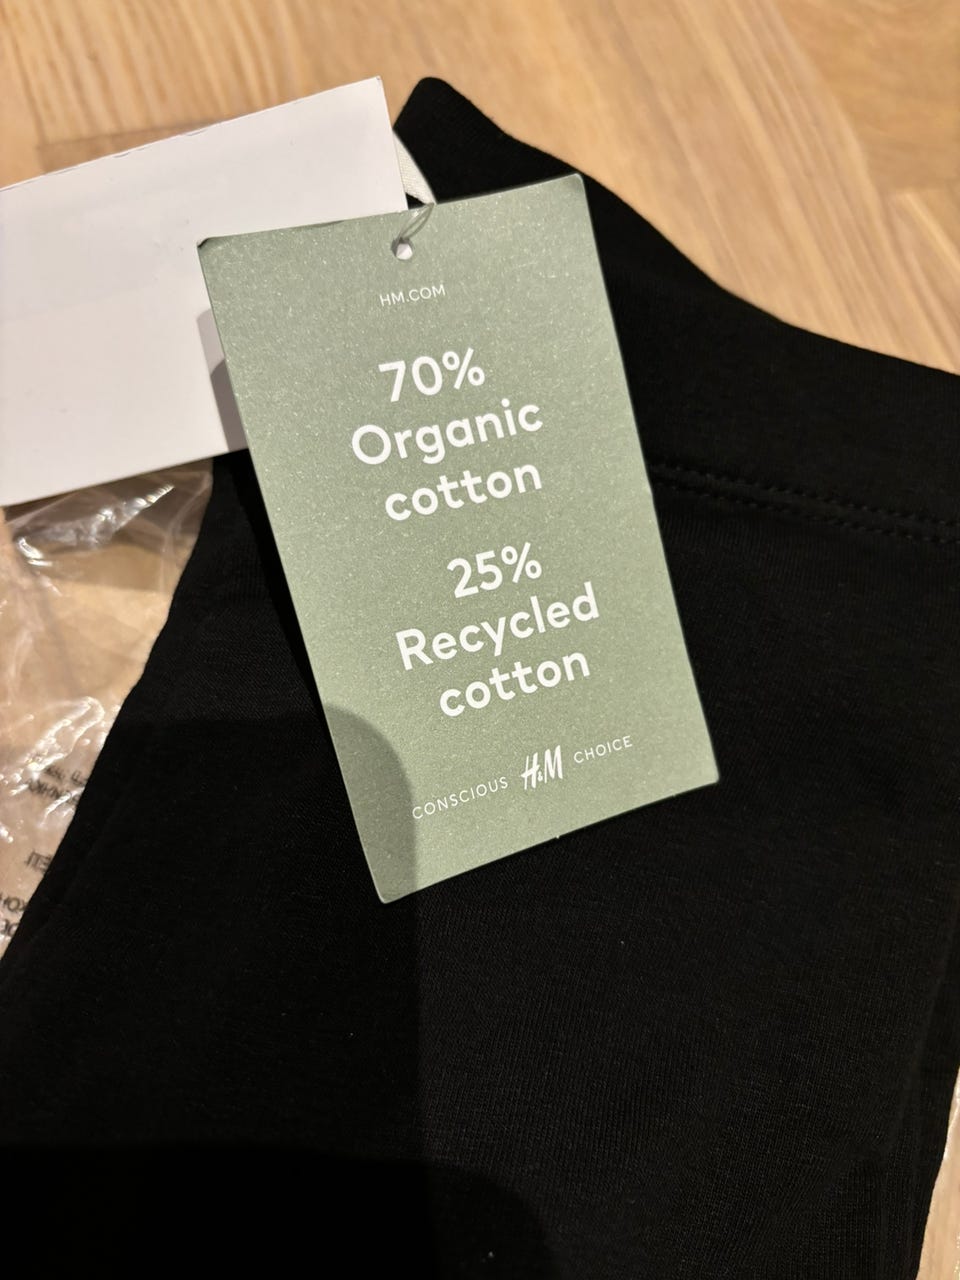 HM.COM
70%
Organic
cotton
25%
Recycled
cotton
CONSCIOUS H&M CHOICE